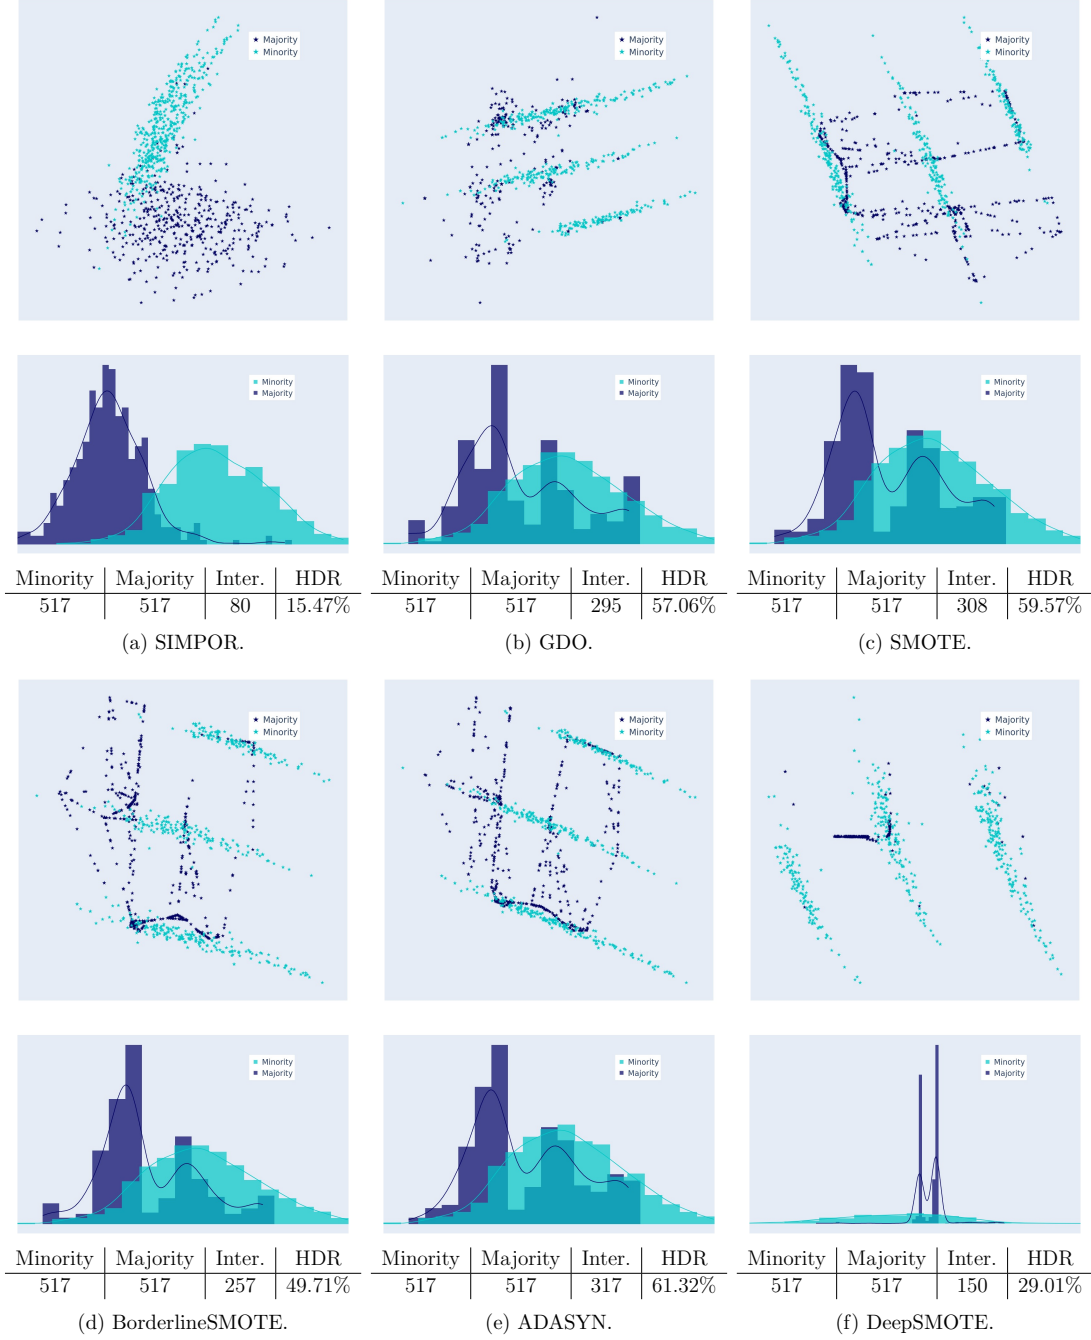 Majority
Minority
Majority
Minority
Majority
Minority
Minority
Majority
Minority
Majority
Minority
Majority
Minority Majority Inter. HDR
517 517 80 15.47%
Minority Majority Inter. HDR
517 517 295 57.06%
Minority Majority Inter. HDR
517 517 308 59.57%
(a) SIMPOR.
(b) GDO.
(c) SMOTE.
Majority
Minority
Majority
Minority
Majority
Minority
Minority
Majority
Minority
Majority
Minority
Majority
Minority Majority Inter. HDR
517 517 257 49.71%
Minority Majority Inter. HDR
517 517 317 61.32%
Minority Majority Inter. HDR
517 517 150 29.01%
(d) BorderlineSMOTE.
(e) ADASYN.
(f) DeepSMOTE.